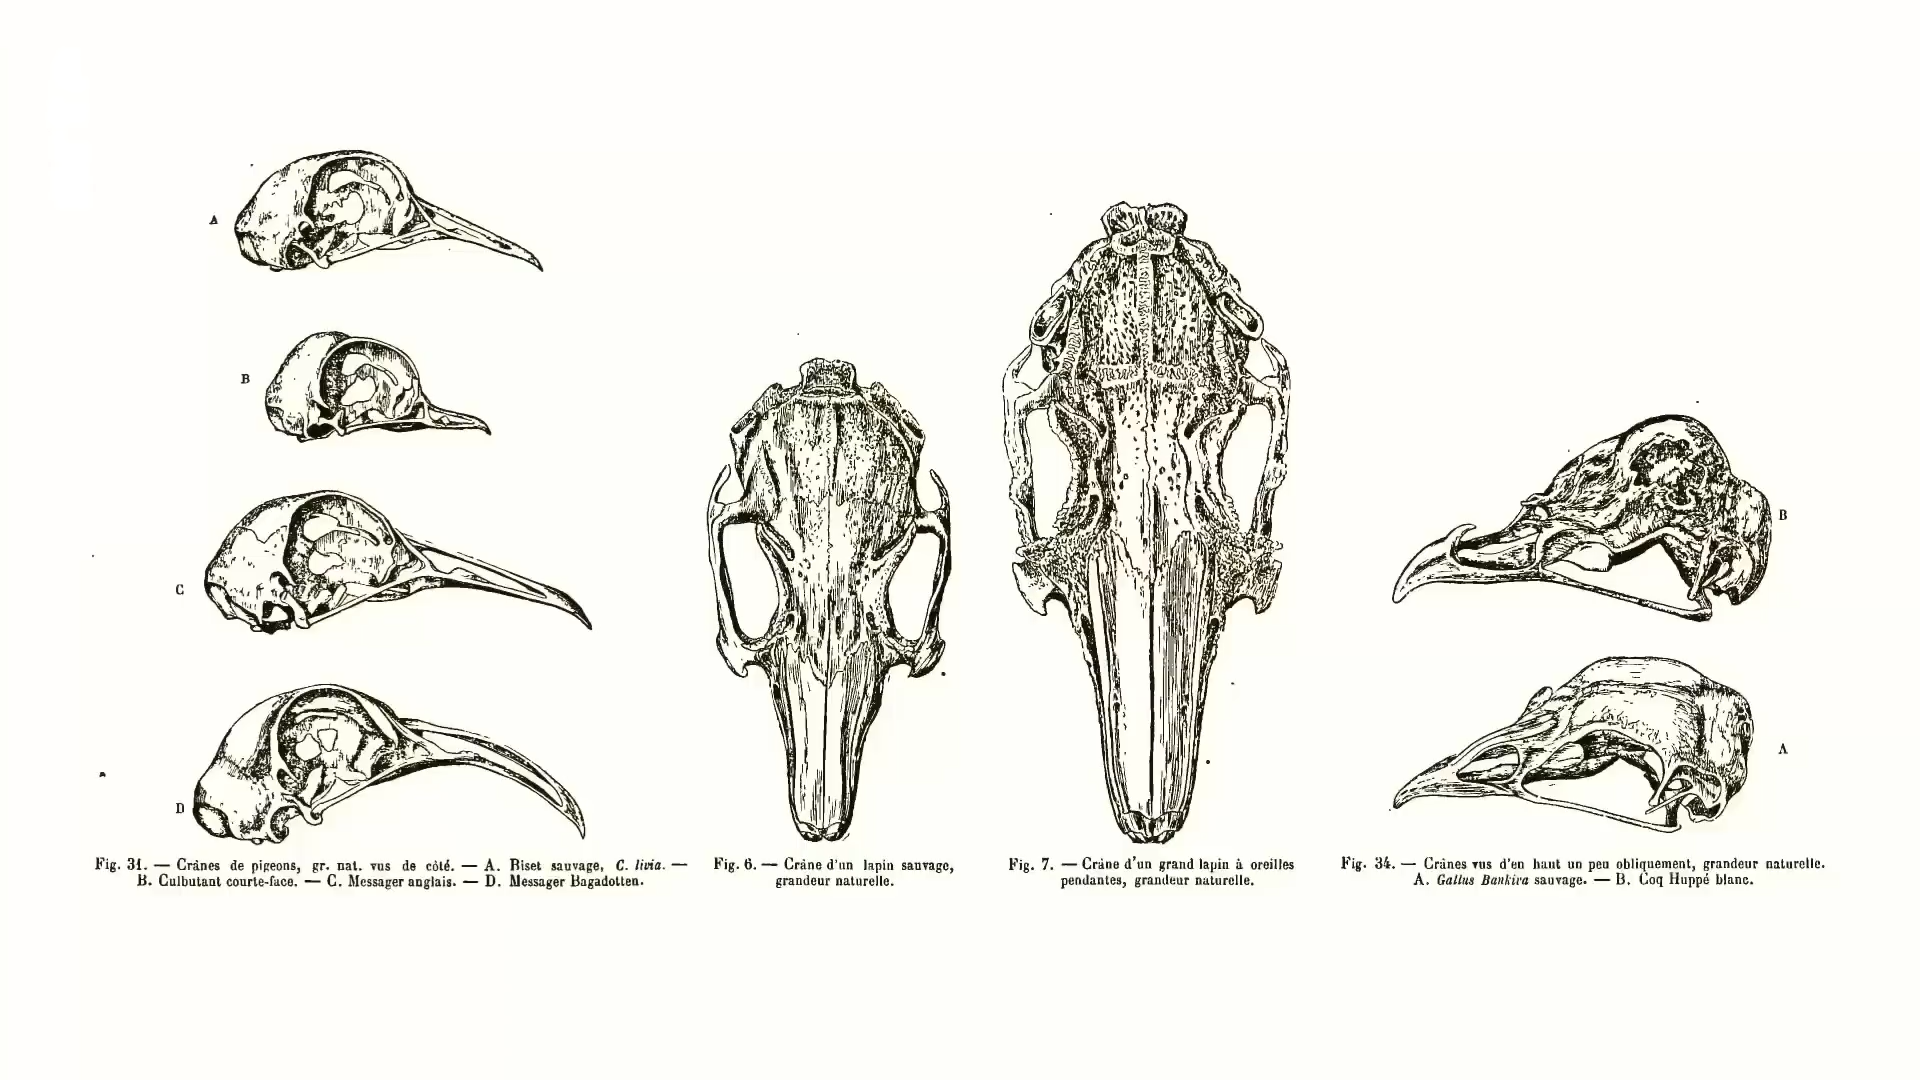 A
B
C
D
Fig. 31. — Crânes de pigeons, gr. nat. vus de côté. — A. Biset sauvage, C. livia. —
B. Culbutant courte-face. — C. Messager anglais. — D. Messager Bagadotten.
Fig. 6. — Crâne d'un lapin sauvage,
grandeur naturelle.
Fig. 7. — Crâne d'un grand lapin à oreilles
pendantes, grandeur naturelle.
B
A
Fig. 34. — Crânes vus d'en haut un peu obliquement, grandeur naturelle.
A. Gallus Bankiva sauvage. — B. Coq Huppé blanc.